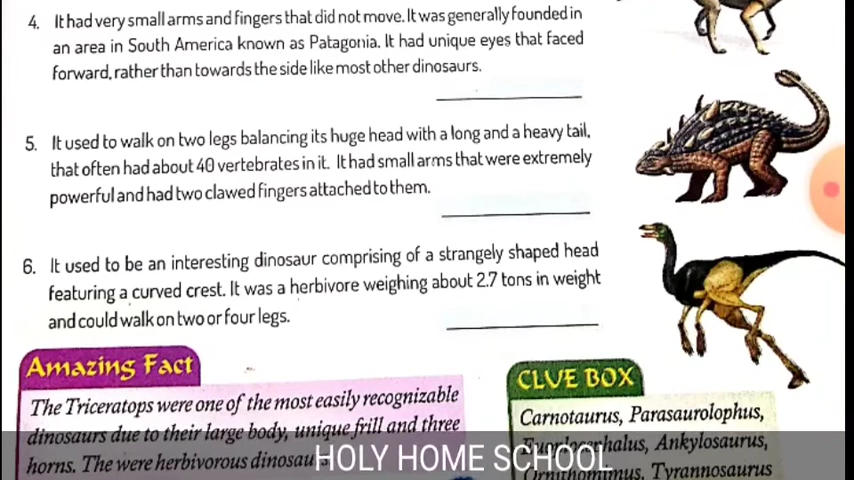 4. It had very small arms and fingers that did not move. It was generally founded in
an area in South America known as Patagonia. It had unique eyes that faced
forward, rather than towards the side like most other dinosaurs.
5. It used to walk on two legs balancing its huge head with a long and a heavy tail,
that often had about 40 vertebrates in it. It had small arms that were extremely
powerful and had two clawed fingers attached to them.
6. It used to be an interesting dinosaur comprising of a strangely shaped head
featuring a curved crest. It was a herbivore weighing about 2.7 tons in weight
and could walk on two or four legs.
Amazing Fact
The Triceratops were one of the most easily recognizable
dinosaurs due to their large body, unique frill and three
horns. The were herbivorous
CLUE BOX
Carnotaurus, Parasaurolophus,
Euoplocephalus, Ankylosaurus,
Ornithomimus, Tyrannosaurus
HOLY HOME SCHOOL